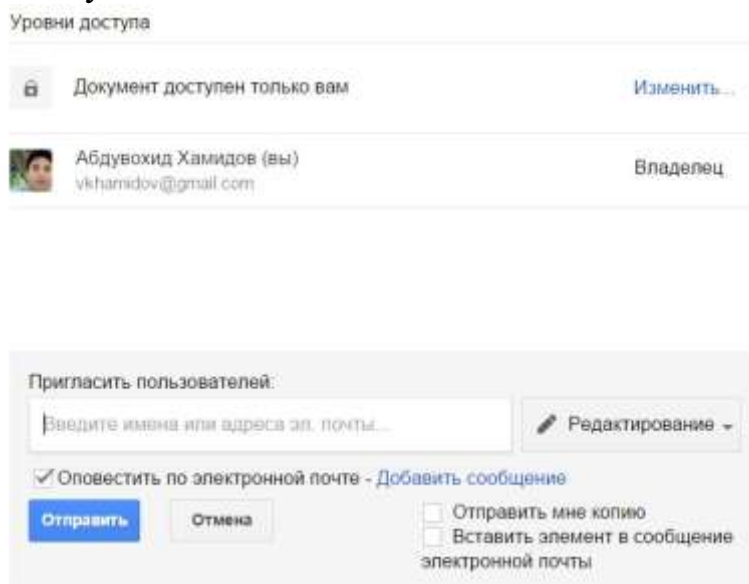 Уровни доступа
Документ доступен только вам Изменить...
Абдувохид Хамидов (вы) Владелец
vkhamidov@gmail.com
Пригласить пользователей:
Введите имена или адреса эл. почты... Редактирование
Оповестить по электронной почте - Добавить сообщение
Отправить Отмена Отправить мне копию
Вставить элемент в сообщение
электронной почты